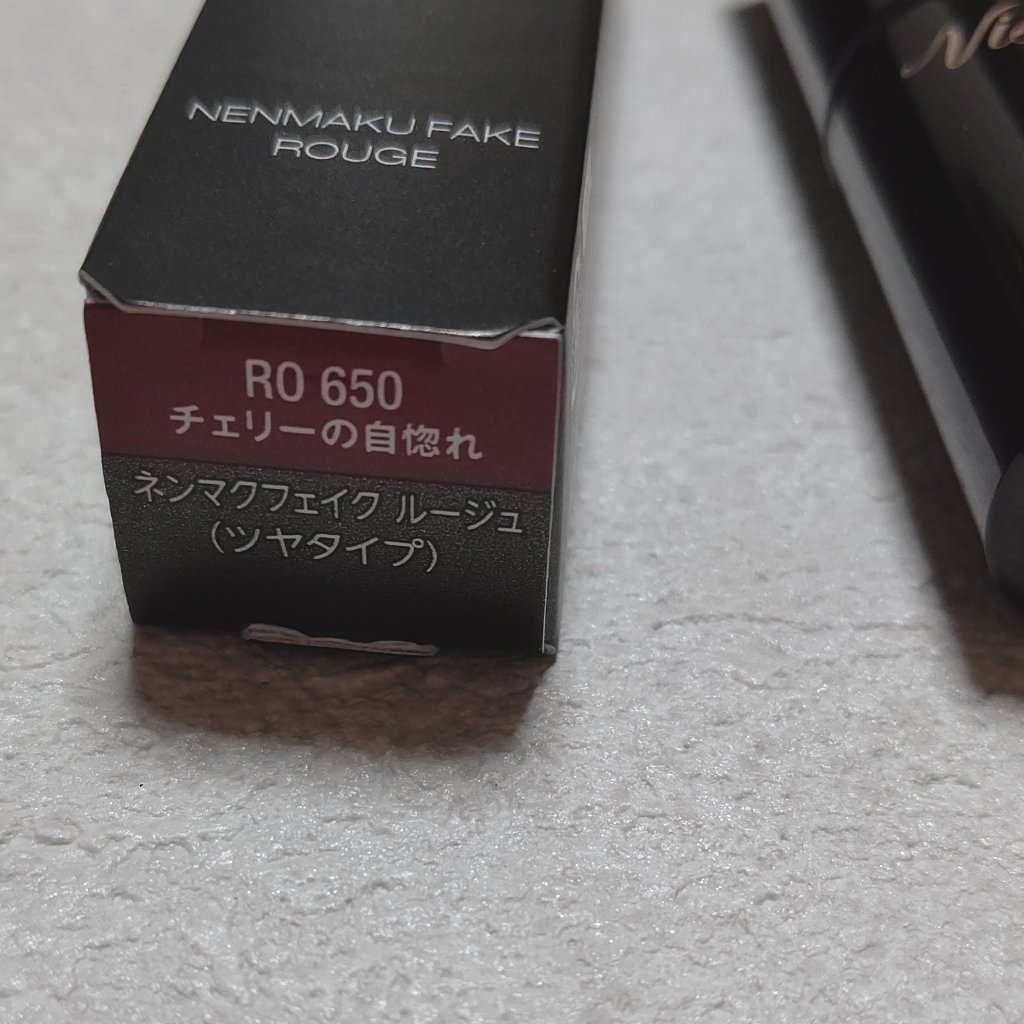 NENMAKU FAKE
ROUGE
RO 650
チェリーの自惚れ
ネンマクフェイク ルージュ
(ツヤタイプ)